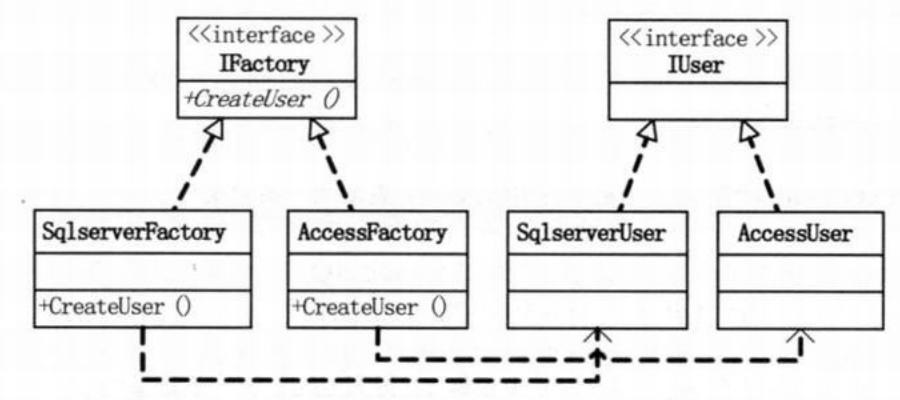 <<interface >>
IFactory
+CreateUser ()
<<interface >>
IUser
SqlserverFactory
+CreateUser ()
AccessFactory
+CreateUser ()
SqlserverUser
AccessUser